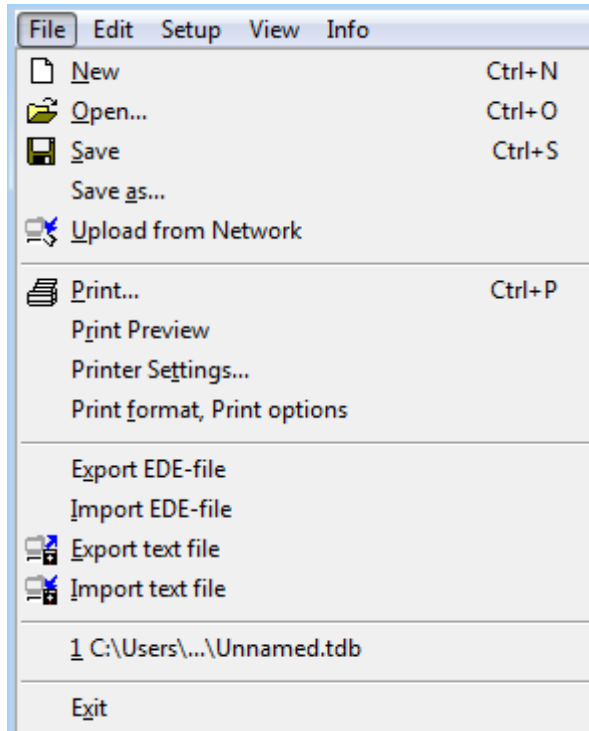 File Edit Setup View Info
New Ctrl+N
Open... Ctrl+O
Save Ctrl+S
Save as...
Upload from Network
Print... Ctrl+P
Print Preview
Printer Settings...
Print format, Print options
Export EDE-file
Import EDE-file
Export text file
Import text file
1 C:\Users\...\Unnamed.tdb
Exit